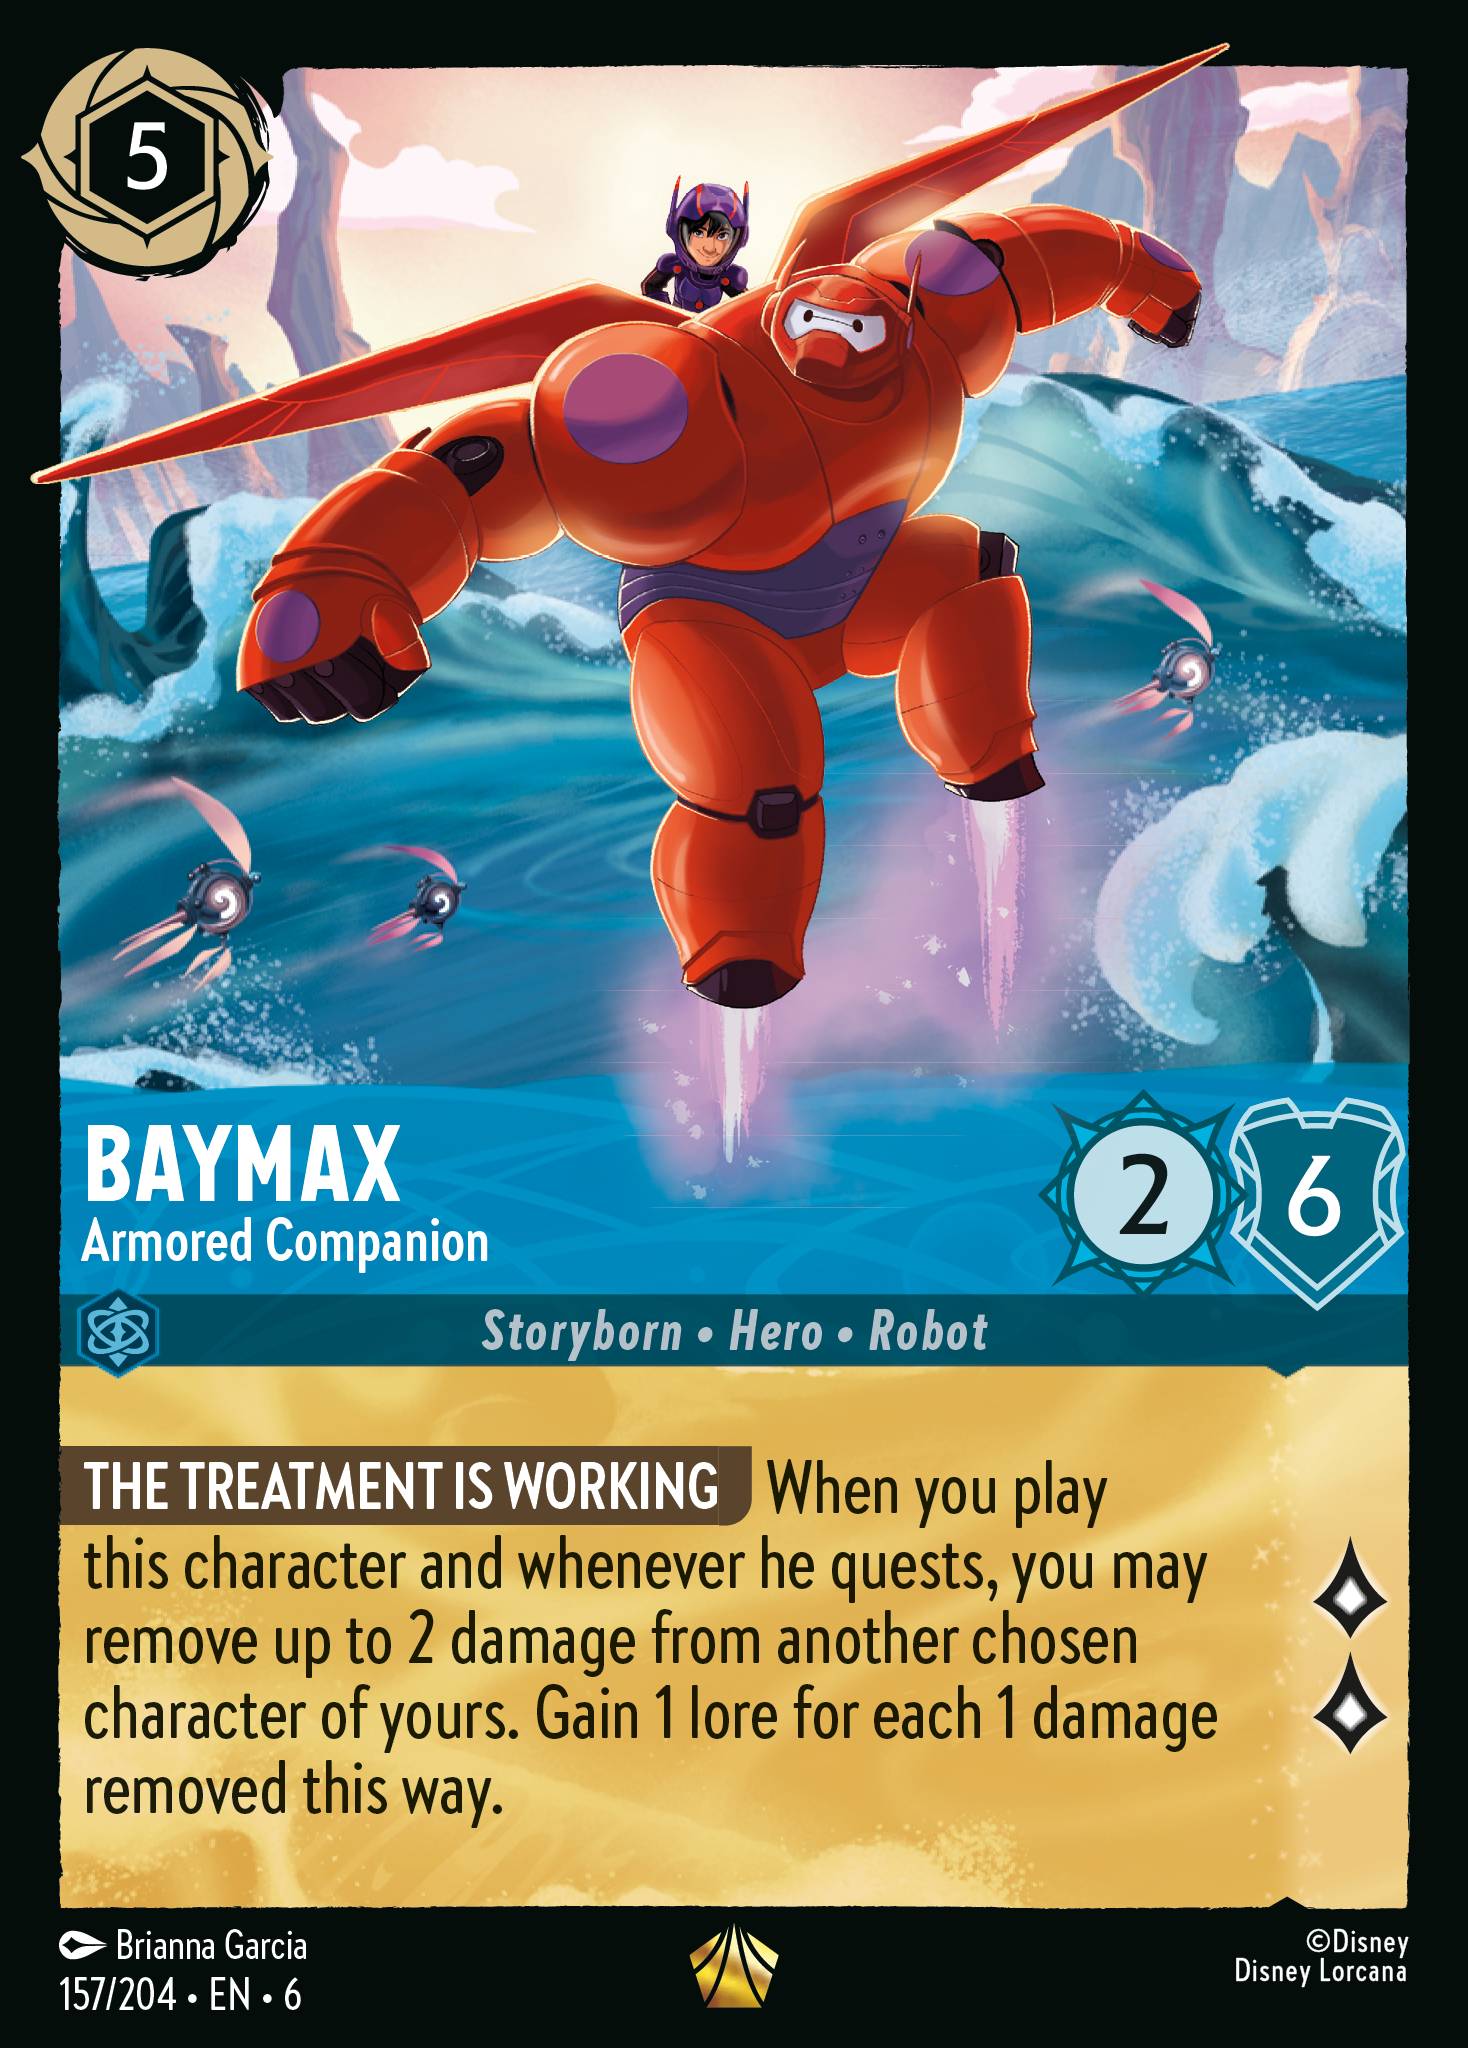 5
BAYMAX
Armored Companion
2
6
Storyborn • Hero • Robot
THE TREATMENT IS WORKING When you play
this character and whenever he quests, you may
remove up to 2 damage from another chosen
character of yours. Gain 1 lore for each 1 damage
removed this way.
Brianna Garcia
157/204 • EN • 6
©Disney
Disney Lorcana